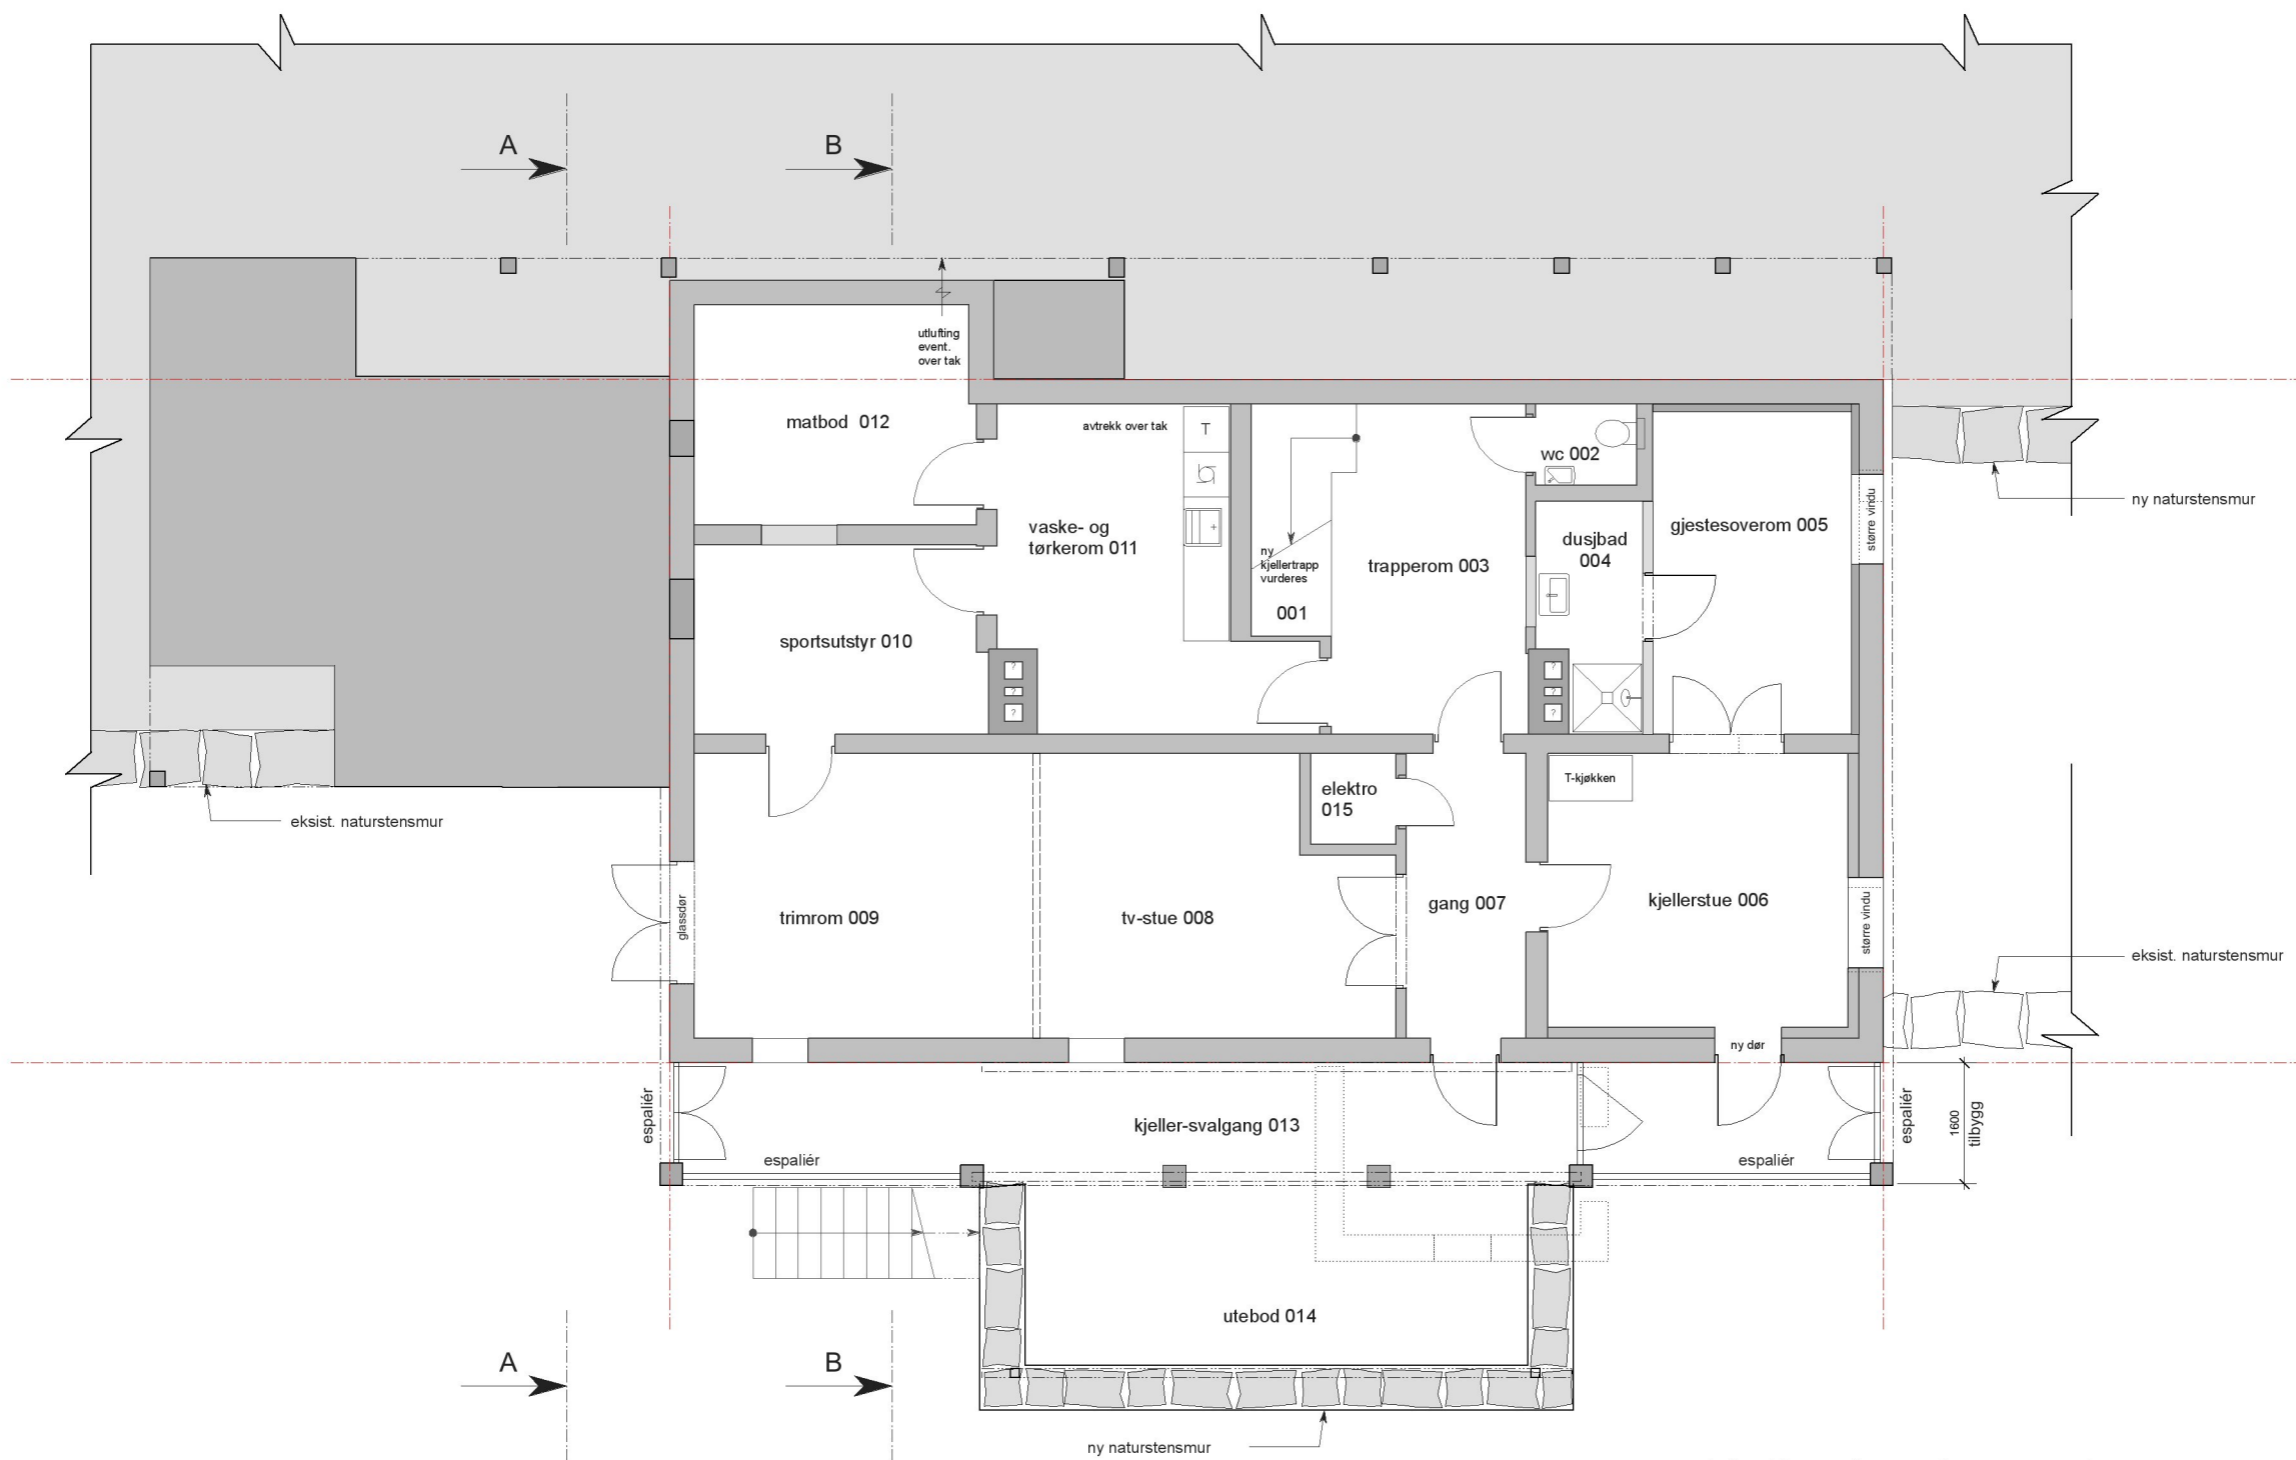 A
B
utlufting
event.
over tak
matbod 012
avtrekk over tak
T
wc 002
ny naturstensmur
vaske- og
tørkerom 011
ny
kjellertrapp
vurderes
001
trapperom 003
dusjbad
004
gjestesoverom 005
større vindu
sportsutstyr 010
?
?
?
?
?
?
elektro
015
T-kjøkken
eksist. naturstensmur
glassdør
trimrom 009
tv-stue 008
gang 007
kjellerstue 006
større vindu
eksist. naturstensmur
ny dør
espaliér
kjeller-svalgang 013
espaliér
espaliér
espaliér
1600
tilbygg
utebod 014
A
B
ny naturstensmur